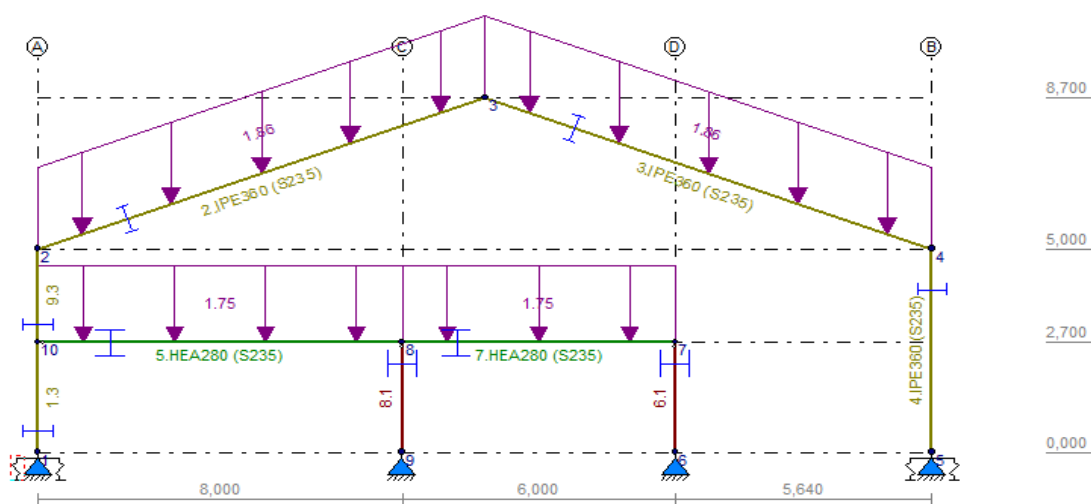 A C D B
8,700
3
1.86 1.86
2.IPE360 (S235) 3.IPE360 (S235)
2 4 5,000
9.3 1.75 1.75 4.IPE360 (S235)
10 8 7 2,700
5.HEA280 (S235) 7.HEA280 (S235)
1.3 8.1 6.1
1 9 6 5 0,000
8,000 6,000 5,640